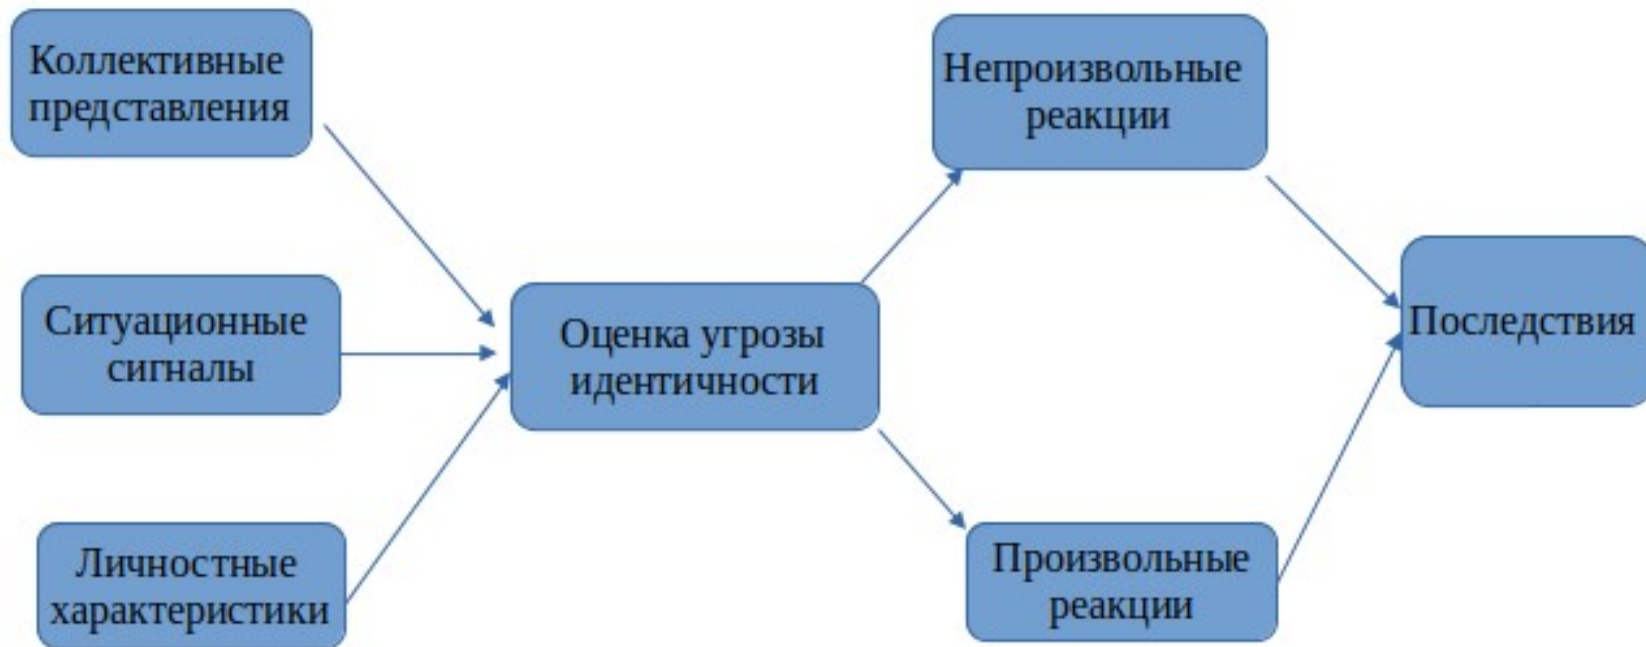 Коллективные
представления
Ситуационные
сигналы
Личностные
характеристики
Оценка угрозы
идентичности
Непроизвольные
реакции
Произвольные
реакции
Последствия